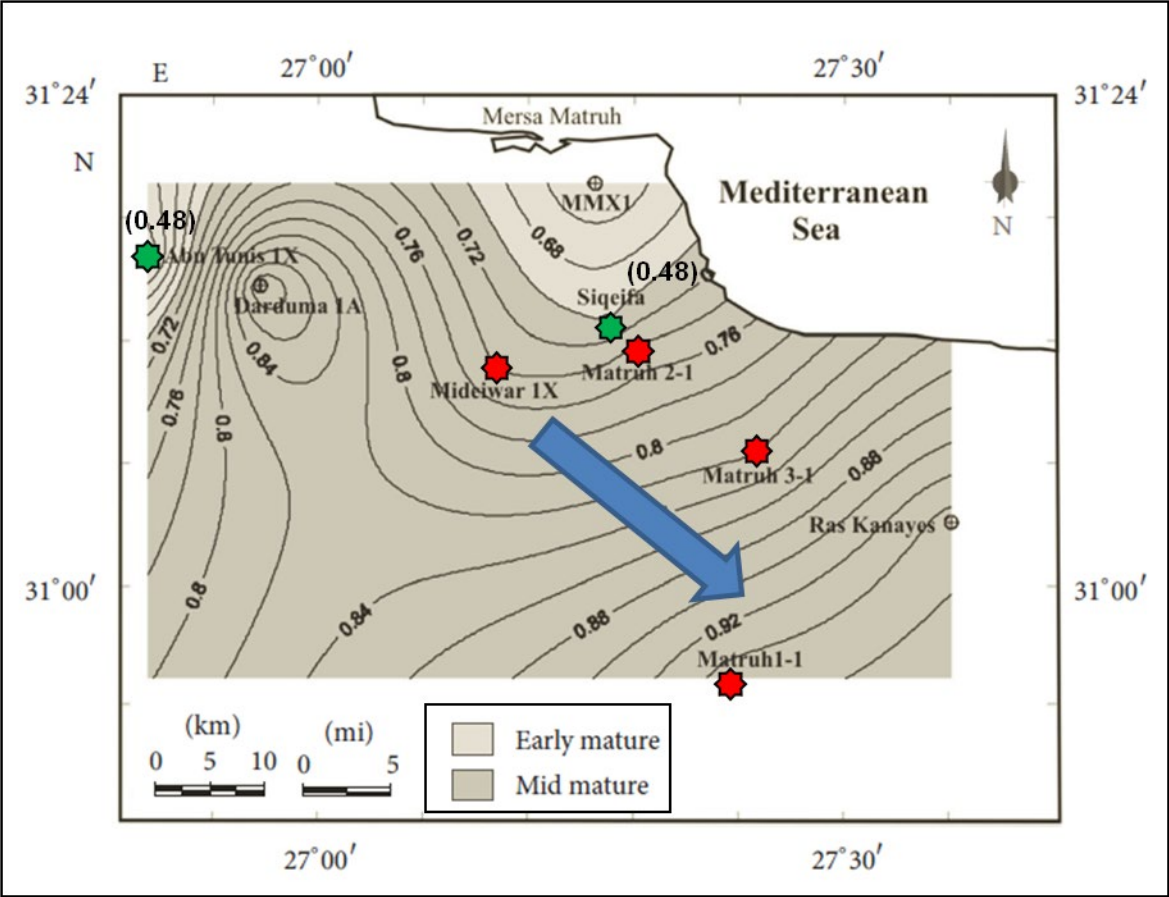 E
27°00′
27°30′
31°24′
31°24′
N
Mersa Matruh
Mediterranean
Sea
N
MMX1
(0.48)
Abu Tunis 1X
0.76
0.72
0.68
(0.48)
Darduma 1A
Siqeifa
0.72
0.84
0.8
0.76
Mideiwar 1X
Matruh 2-1
0.76
0.8
0.8
Matruh 3-1
0.88
Ras Kanayes
31°00′
31°00′
0.8
0.84
0.88
0.92
Matruh1-1
(km)
(mi)
0 5 10
0 5
Early mature
Mid mature
27°00′
27°30′